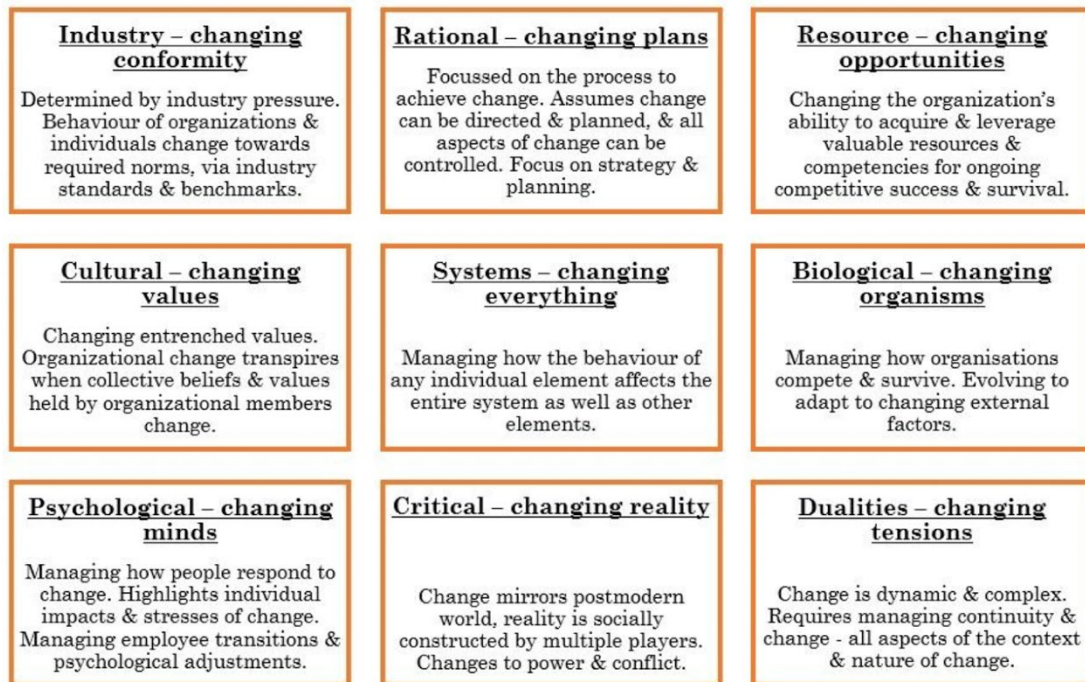 Industry – changing
conformity
Determined by industry pressure.
Behaviour of organizations &
individuals change towards
required norms, via industry
standards & benchmarks.
Rational – changing plans
Focussed on the process to
achieve change. Assumes change
can be directed & planned, & all
aspects of change can be
controlled. Focus on strategy &
planning.
Resource – changing
opportunities
Changing the organization's
ability to acquire & leverage
valuable resources &
competencies for ongoing
competitive success & survival.
Cultural – changing
values
Changing entrenched values.
Organizational change transpires
when collective beliefs & values
held by organizational members
change.
Systems – changing
everything
Managing how the behaviour of
any individual element affects the
entire system as well as other
elements.
Biological – changing
organisms
Managing how organisations
compete & survive. Evolving to
adapt to changing external
factors.
Psychological – changing
minds
Managing how people respond to
change. Highlights individual
impacts & stresses of change.
Managing employee transitions &
psychological adjustments.
Critical – changing reality
Change mirrors postmodern
world, reality is socially
constructed by multiple players.
Changes to power & conflict.
Dualities – changing
tensions
Change is dynamic & complex.
Requires managing continuity &
change - all aspects of the context
& nature of change.